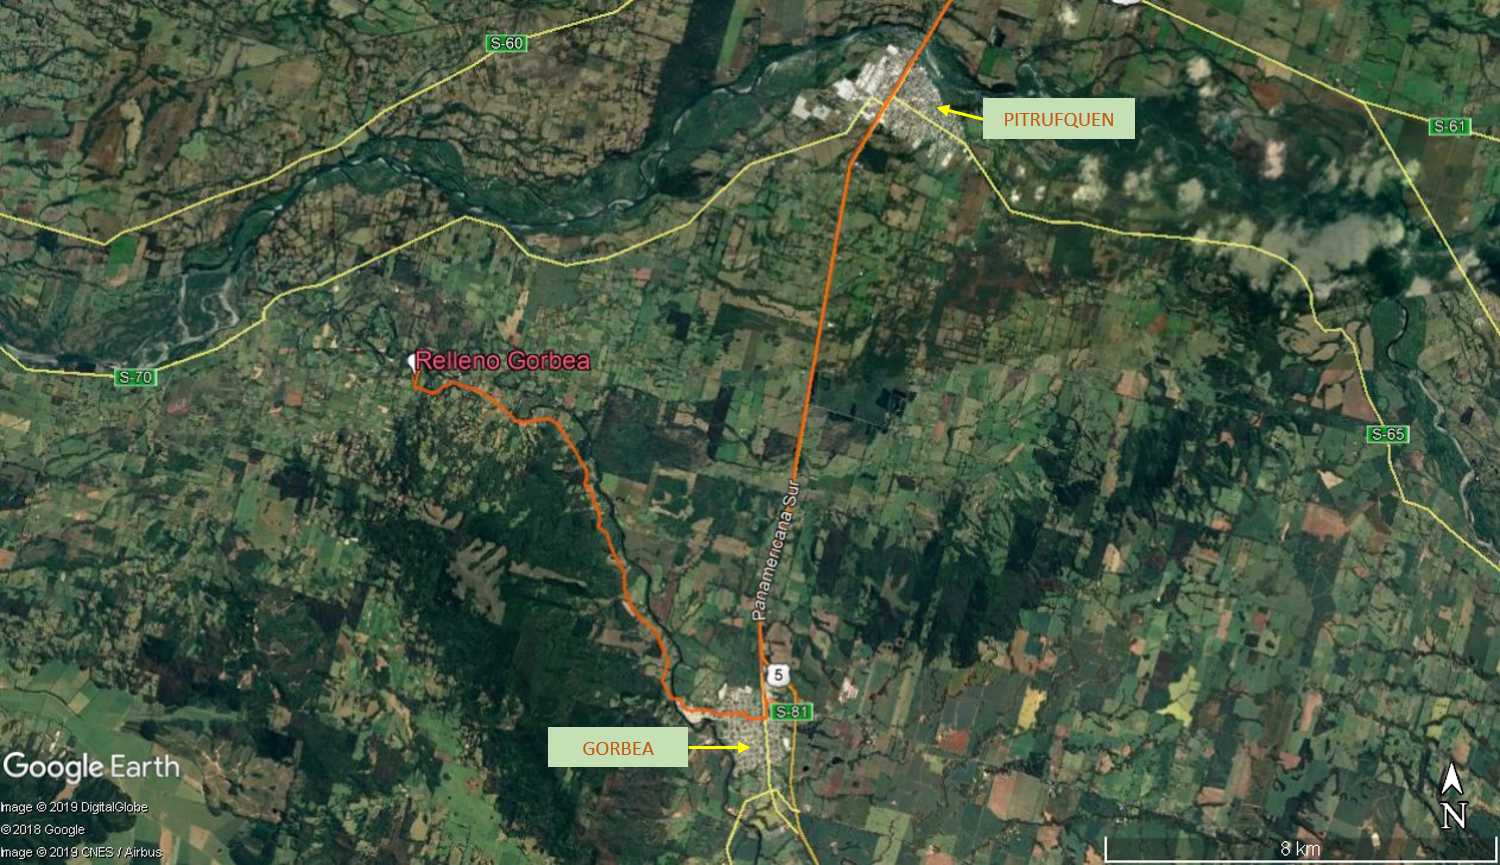 S-60
PITRUFQUEN
S-61
Relleno Gorbea
S-70
S-65
Panamericana Sur
5
S-81
GORBEA
Google Earth
Image © 2019 DigitalGlobe
© 2018 Google
Image © 2019 CNES / Airbus
N
8 km